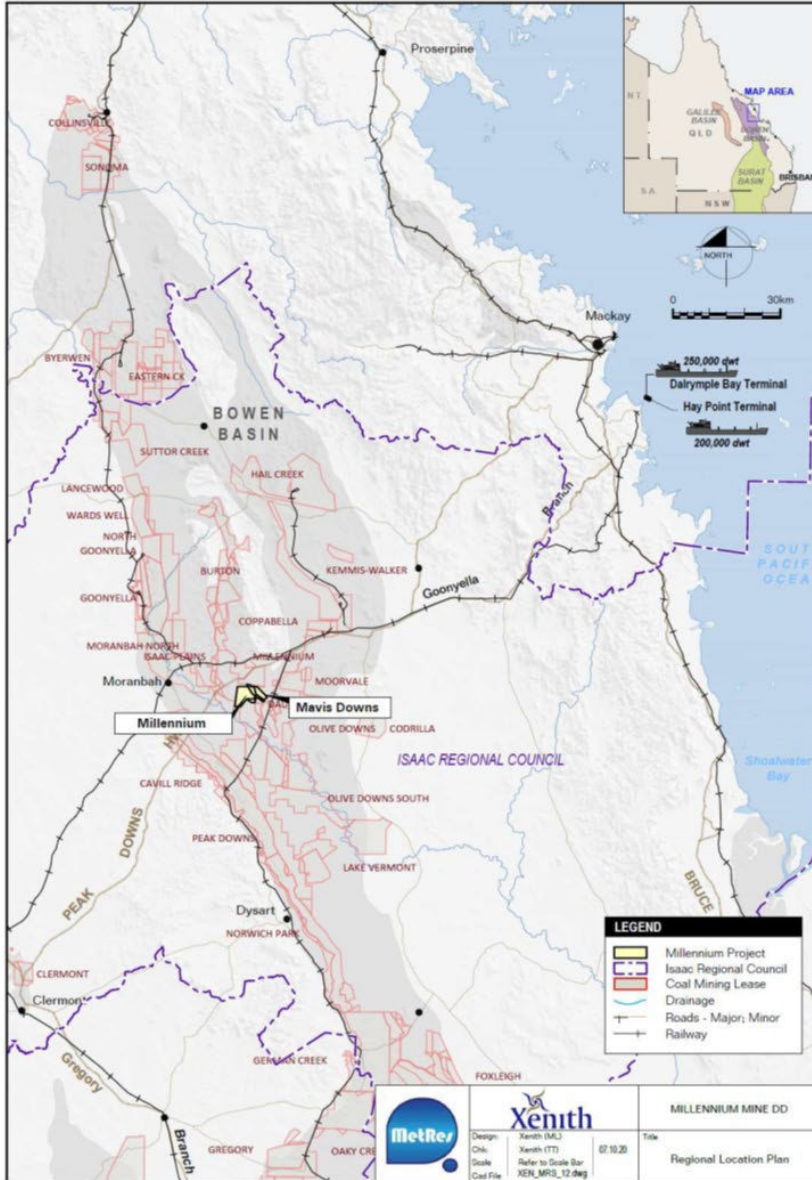 Proserpine
COLLINSVILLE
SONOMA
MAP AREA
NT
GALILEE
BASIN
QLD
BOWEN
BASIN
SURAT
BASIN
BRISBAN
SA
NSW
NORTH
0 30km
Mackay
250,000 dwt
Dalrymple Bay Terminal
Hay Point Terminal
200,000 dwt
BYERWEN
EASTERN CK
BOWEN
BASIN
SUTTOR CREEK
HAIL CREEK
LANCEWOOD
WARDS WELL
NORTH
GOONYELLA
BURTON
KEMMIS-WALKER
Branch
Goonyella
SOUT
PACIF
OCEA
GOONYELLA
COPPABELLA
MORANBAH NORTH
ISAAC PLAINS
MILLENNIUM
Moranbah
MOORVALE
Millennium
Mavis Downs
OLIVE DOWNS
CODRILLA
ISAAC REGIONAL COUNCIL
Shoalwater
Bay
CAVILL RIDGE
OLIVE DOWNS SOUTH
PEAK DOWNS
PEAK
DOWNS
LAKE VERMONT
BRUCE
Dysart
NORWICH PARK
CLERMONT
Clermont
Gregory
Branch
GERMAN CREEK
FOXLEIGH
GREGORY
OAKY CRE
LEGEND
Millennium Project
Isaac Regional Council
Coal Mining Lease
Drainage
Roads - Major; Minor
Railway
MetRes
Xenith
MILLENNIUM MINE DD
Design: Xenith (ML)
Chk: Xenith (TT) 07.10.20
Scale Refer to Scale Bar
Cad File XEN_MRS_12.dwg
Title
Regional Location Plan